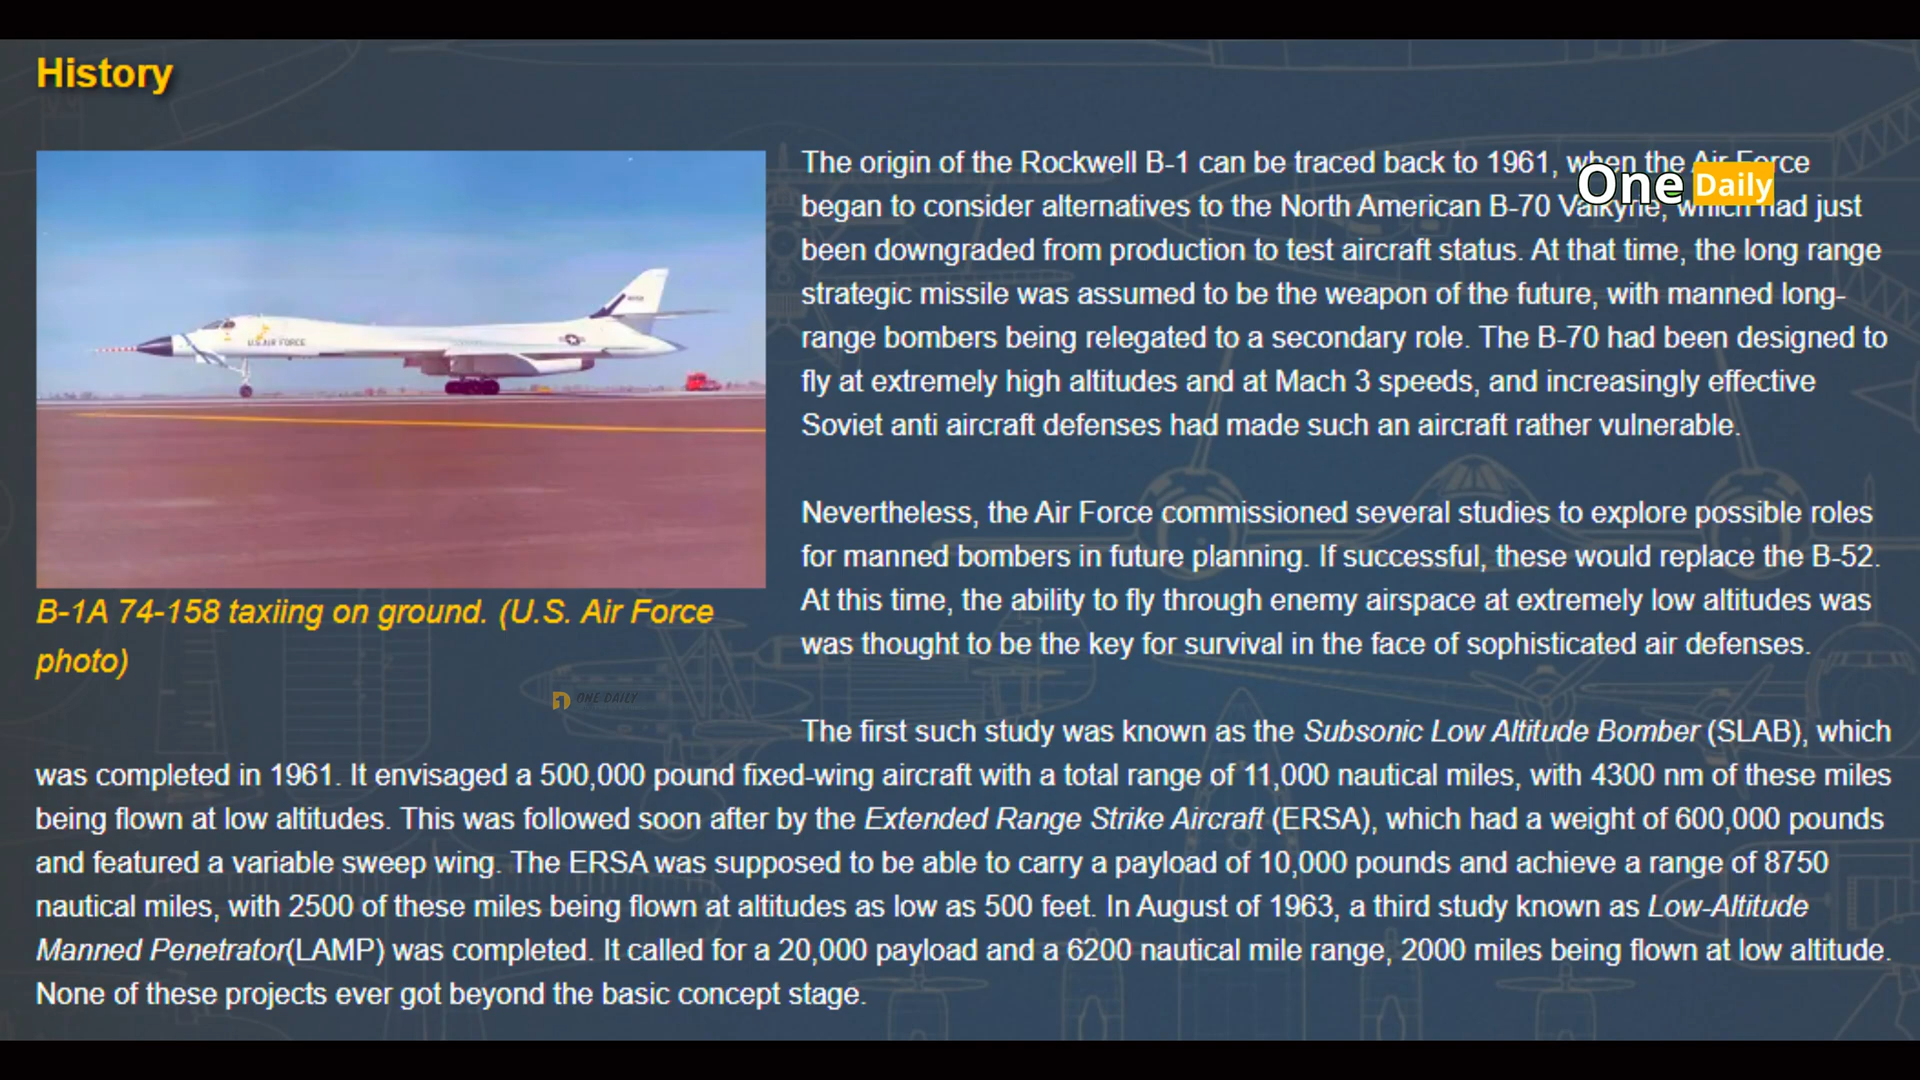 History
The origin of the Rockwell B-1 can be traced back to 1961, when the Air Force
One Daily
began to consider alternatives to the North American B-70 Valkyrie, which had just
been downgraded from production to test aircraft status. At that time, the long range
strategic missile was assumed to be the weapon of the future, with manned long-
range bombers being relegated to a secondary role. The B-70 had been designed to
fly at extremely high altitudes and at Mach 3 speeds, and increasingly effective
Soviet anti aircraft defenses had made such an aircraft rather vulnerable.
U.S. AIR FORCE
B-1A 74-158 taxiing on ground. (U.S. Air Force
photo)
Nevertheless, the Air Force commissioned several studies to explore possible roles
for manned bombers in future planning. If successful, these would replace the B-52.
At this time, the ability to fly through enemy airspace at extremely low altitudes was
was thought to be the key for survival in the face of sophisticated air defenses.
ONE DAILY
The first such study was known as the Subsonic Low Altitude Bomber (SLAB), which
was completed in 1961. It envisaged a 500,000 pound fixed-wing aircraft with a total range of 11,000 nautical miles, with 4300 nm of these miles
being flown at low altitudes. This was followed soon after by the Extended Range Strike Aircraft (ERSA), which had a weight of 600,000 pounds
and featured a variable sweep wing. The ERSA was supposed to be able to carry a payload of 10,000 pounds and achieve a range of 8750
nautical miles, with 2500 of these miles being flown at altitudes as low as 500 feet. In August of 1963, a third study known as Low-Altitude
Manned Penetrator(LAMP) was completed. It called for a 20,000 payload and a 6200 nautical mile range, 2000 miles being flown at low altitude.
None of these projects ever got beyond the basic concept stage.